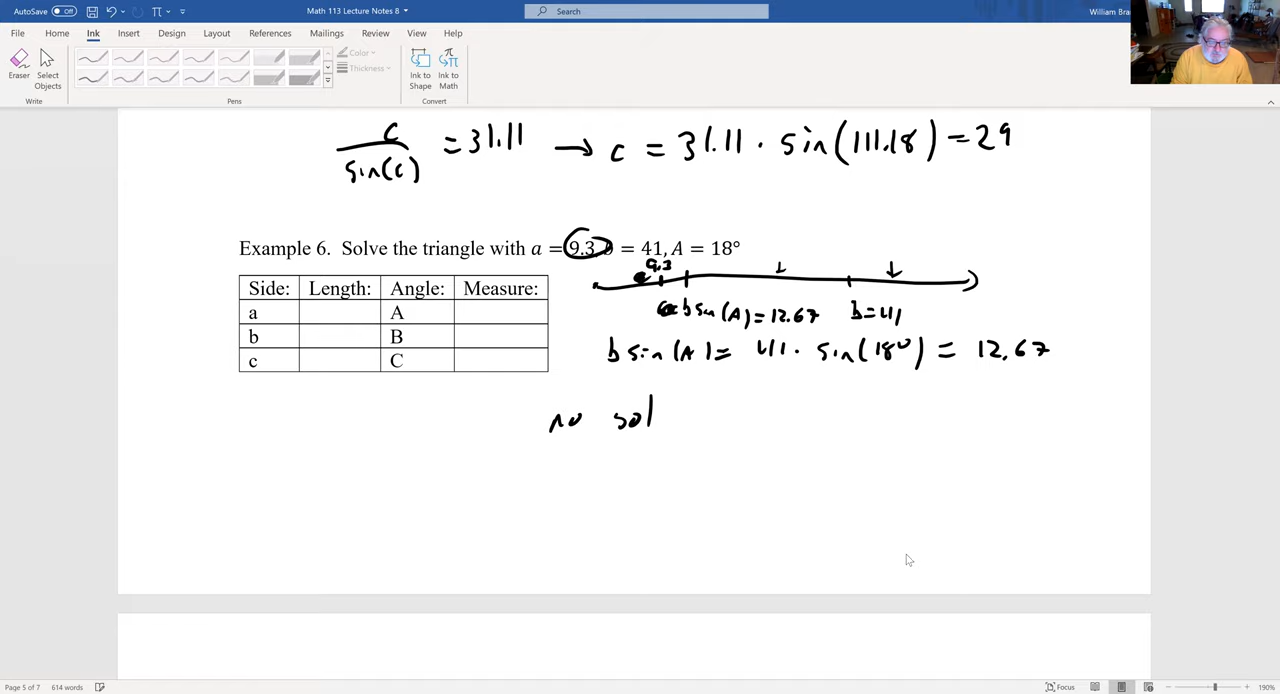 AutoSave Off Math 113 Lecture Notes 8 Search William Bra
File Home Ink Insert Design Layout References Mailings Review View Help
Eraser Select Objects Color Thickness Ink to Shape Ink to Math
Write Pens Convert
c/sin(c) = 31.11 → c = 31.11 · sin(111.18) = 29
Example 6. Solve the triangle with a = 9.3, b = 41, A = 18°
9.3
Side: Length: Angle: Measure:
a A
b B
c C
b sin(A) = 12.67 b = 41
b sin(A) = 41 · sin(18°) = 12.67
no sol
Page 5 of 7 614 words Focus 190%